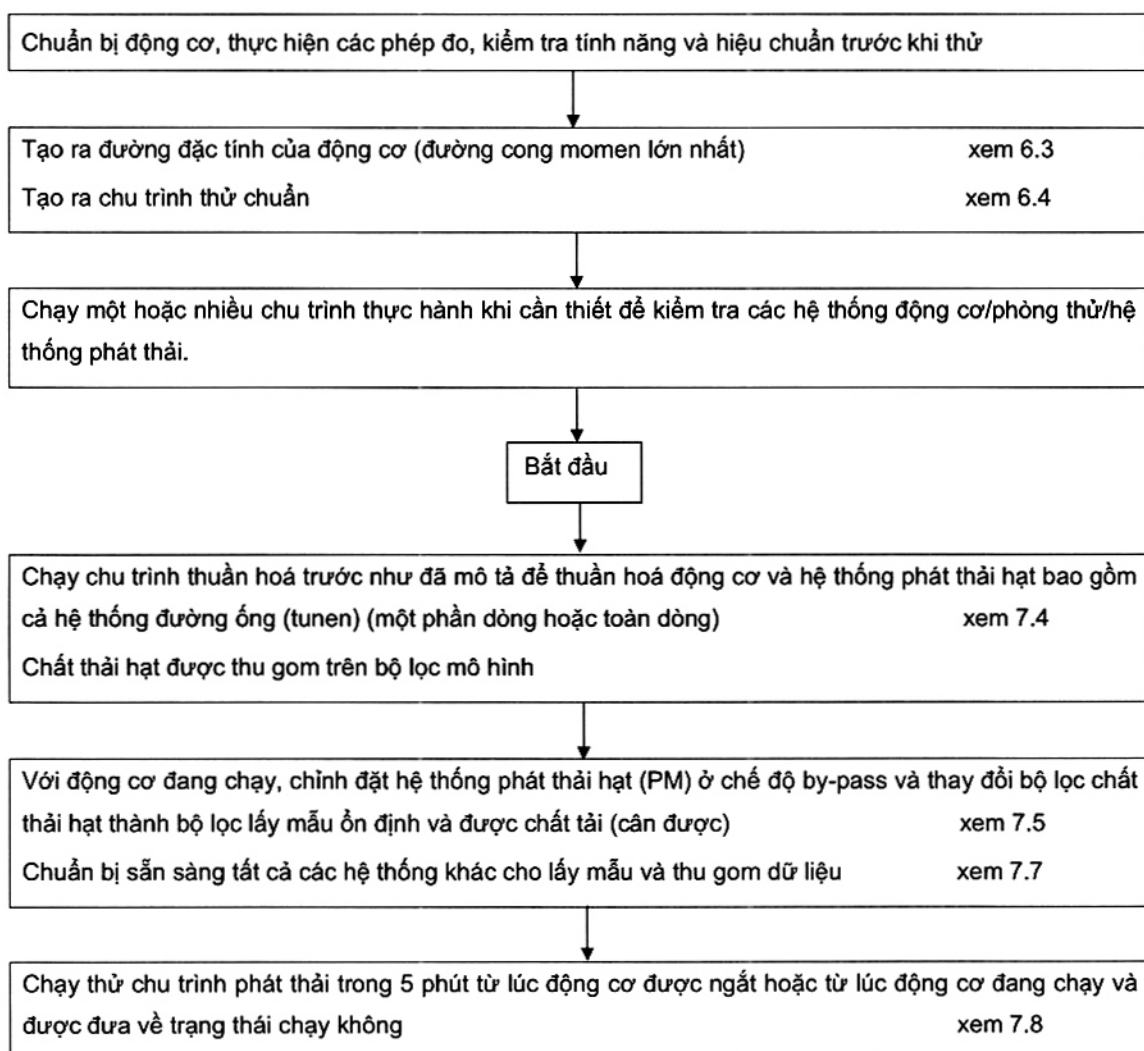 Chuẩn bị động cơ, thực hiện các phép đo, kiểm tra tính năng và hiệu chuẩn trước khi thử
Tạo ra đường đặc tính của động cơ (đường cong momen lớn nhất) xem 6.3
Tạo ra chu trình thử chuẩn xem 6.4
Chạy một hoặc nhiều chu trình thực hành khi cần thiết để kiểm tra các hệ thống động cơ/phòng thử/hệ
thống phát thải.
Bắt đầu
Chạy chu trình thuần hoá trước như đã mô tả để thuần hoá động cơ và hệ thống phát thải hạt bao gồm
cả hệ thống đường ống (tunen) (một phần dòng hoặc toàn dòng) xem 7.4
Chất thải hạt được thu gom trên bộ lọc mô hình
Với động cơ đang chạy, chỉnh đặt hệ thống phát thải hạt (PM) ở chế độ by-pass và thay đổi bộ lọc chất
thải hạt thành bộ lọc lấy mẫu ổn định và được chất tải (cân được) xem 7.5
Chuẩn bị sẵn sàng tất cả các hệ thống khác cho lấy mẫu và thu gom dữ liệu xem 7.7
Chạy thử chu trình phát thải trong 5 phút từ lúc động cơ được ngắt hoặc từ lúc động cơ đang chạy và
được đưa về trạng thái chạy không xem 7.8